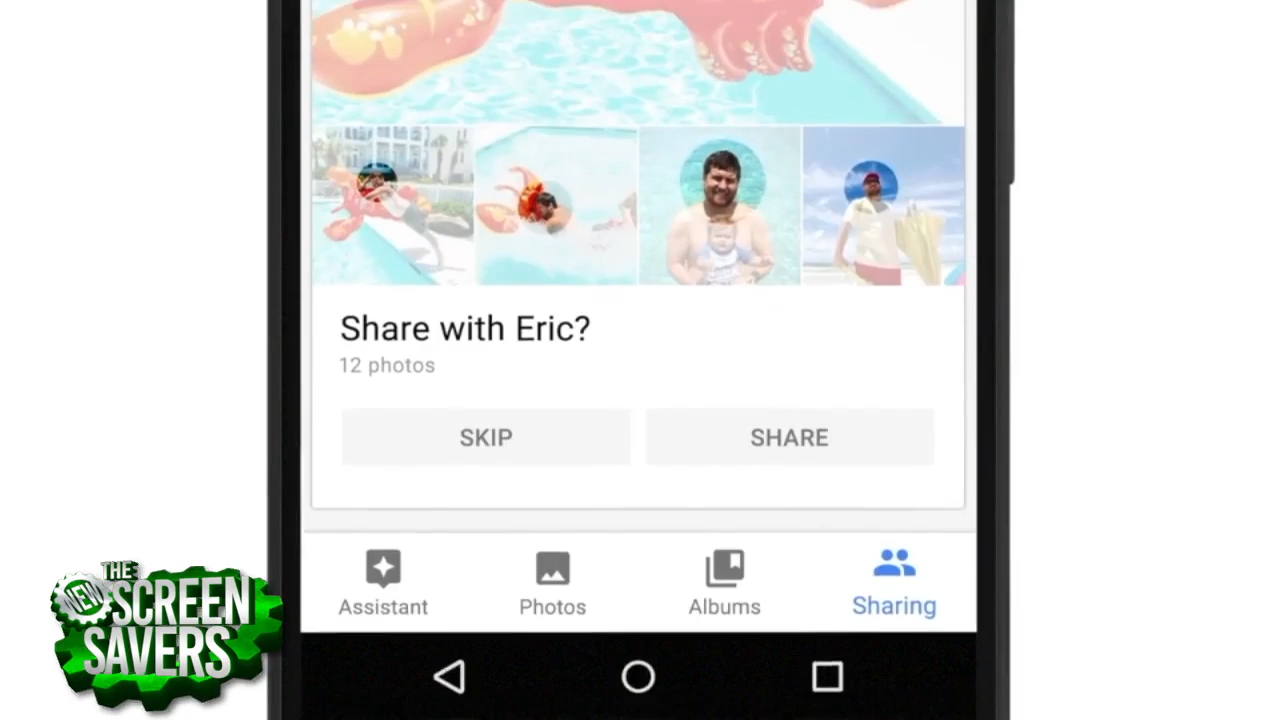 Share with Eric?
12 photos
SKIP
SHARE
Assistant
Photos
Albums
Sharing
THE
NEW
SCREEN
SAVERS